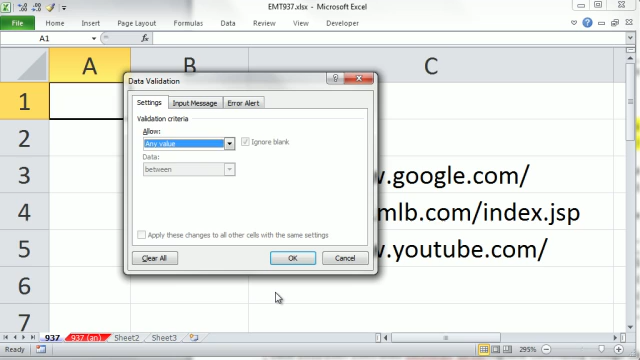 EMT937.xlsx - Microsoft Excel
File Home Insert Page Layout Formulas Data Review View Developer
A1 fx
A B C
1
2
3 w.google.com/
4 mlb.com/index.jsp
5 w.youtube.com/
6
7
Data Validation
Settings Input Message Error Alert
Validation criteria
Allow:
Any value Ignore blank
Data:
between
Apply these changes to all other cells with the same settings
Clear All OK Cancel
937 937 (an) Sheet2 Sheet3
Ready 295%